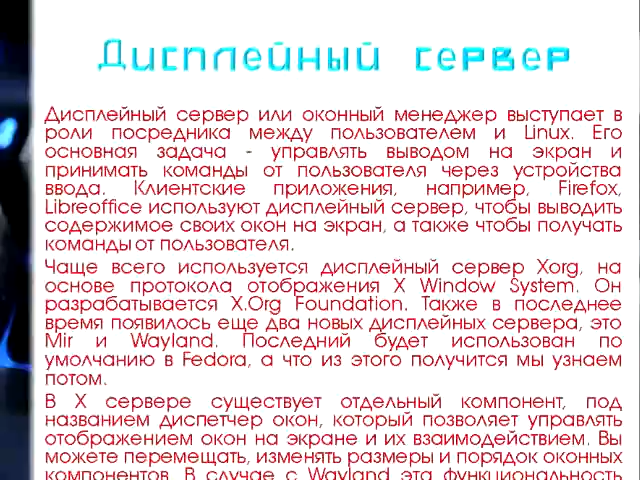 Дисплейный сервер
Дисплейный сервер или оконный менеджер выступает в
роли посредника между пользователем и Linux. Его
основная задача - управлять выводом на экран и
принимать команды от пользователя через устройства
ввода. Клиентские приложения, например, Firefox,
Libreoffice используют дисплейный сервер, чтобы выводить
содержимое своих окон на экран, а также чтобы получать
команды от пользователя.
Чаще всего используется дисплейный сервер Xorg, на
основе протокола отображения X Window System. Он
разрабатывается X.Org Foundation. Также в последнее
время появилось еще два новых дисплейных сервера, это
Mir и Wayland. Последний будет использован по
умолчанию в Fedora, а что из этого получится мы узнаем
потом.
В X сервере существует отдельный компонент, под
названием диспетчер окон, который позволяет управлять
отображением окон на экране и их взаимодействием. Вы
можете перемещать, изменять размеры и порядок оконных
компонентов. В случае с Wayland эта функциональность